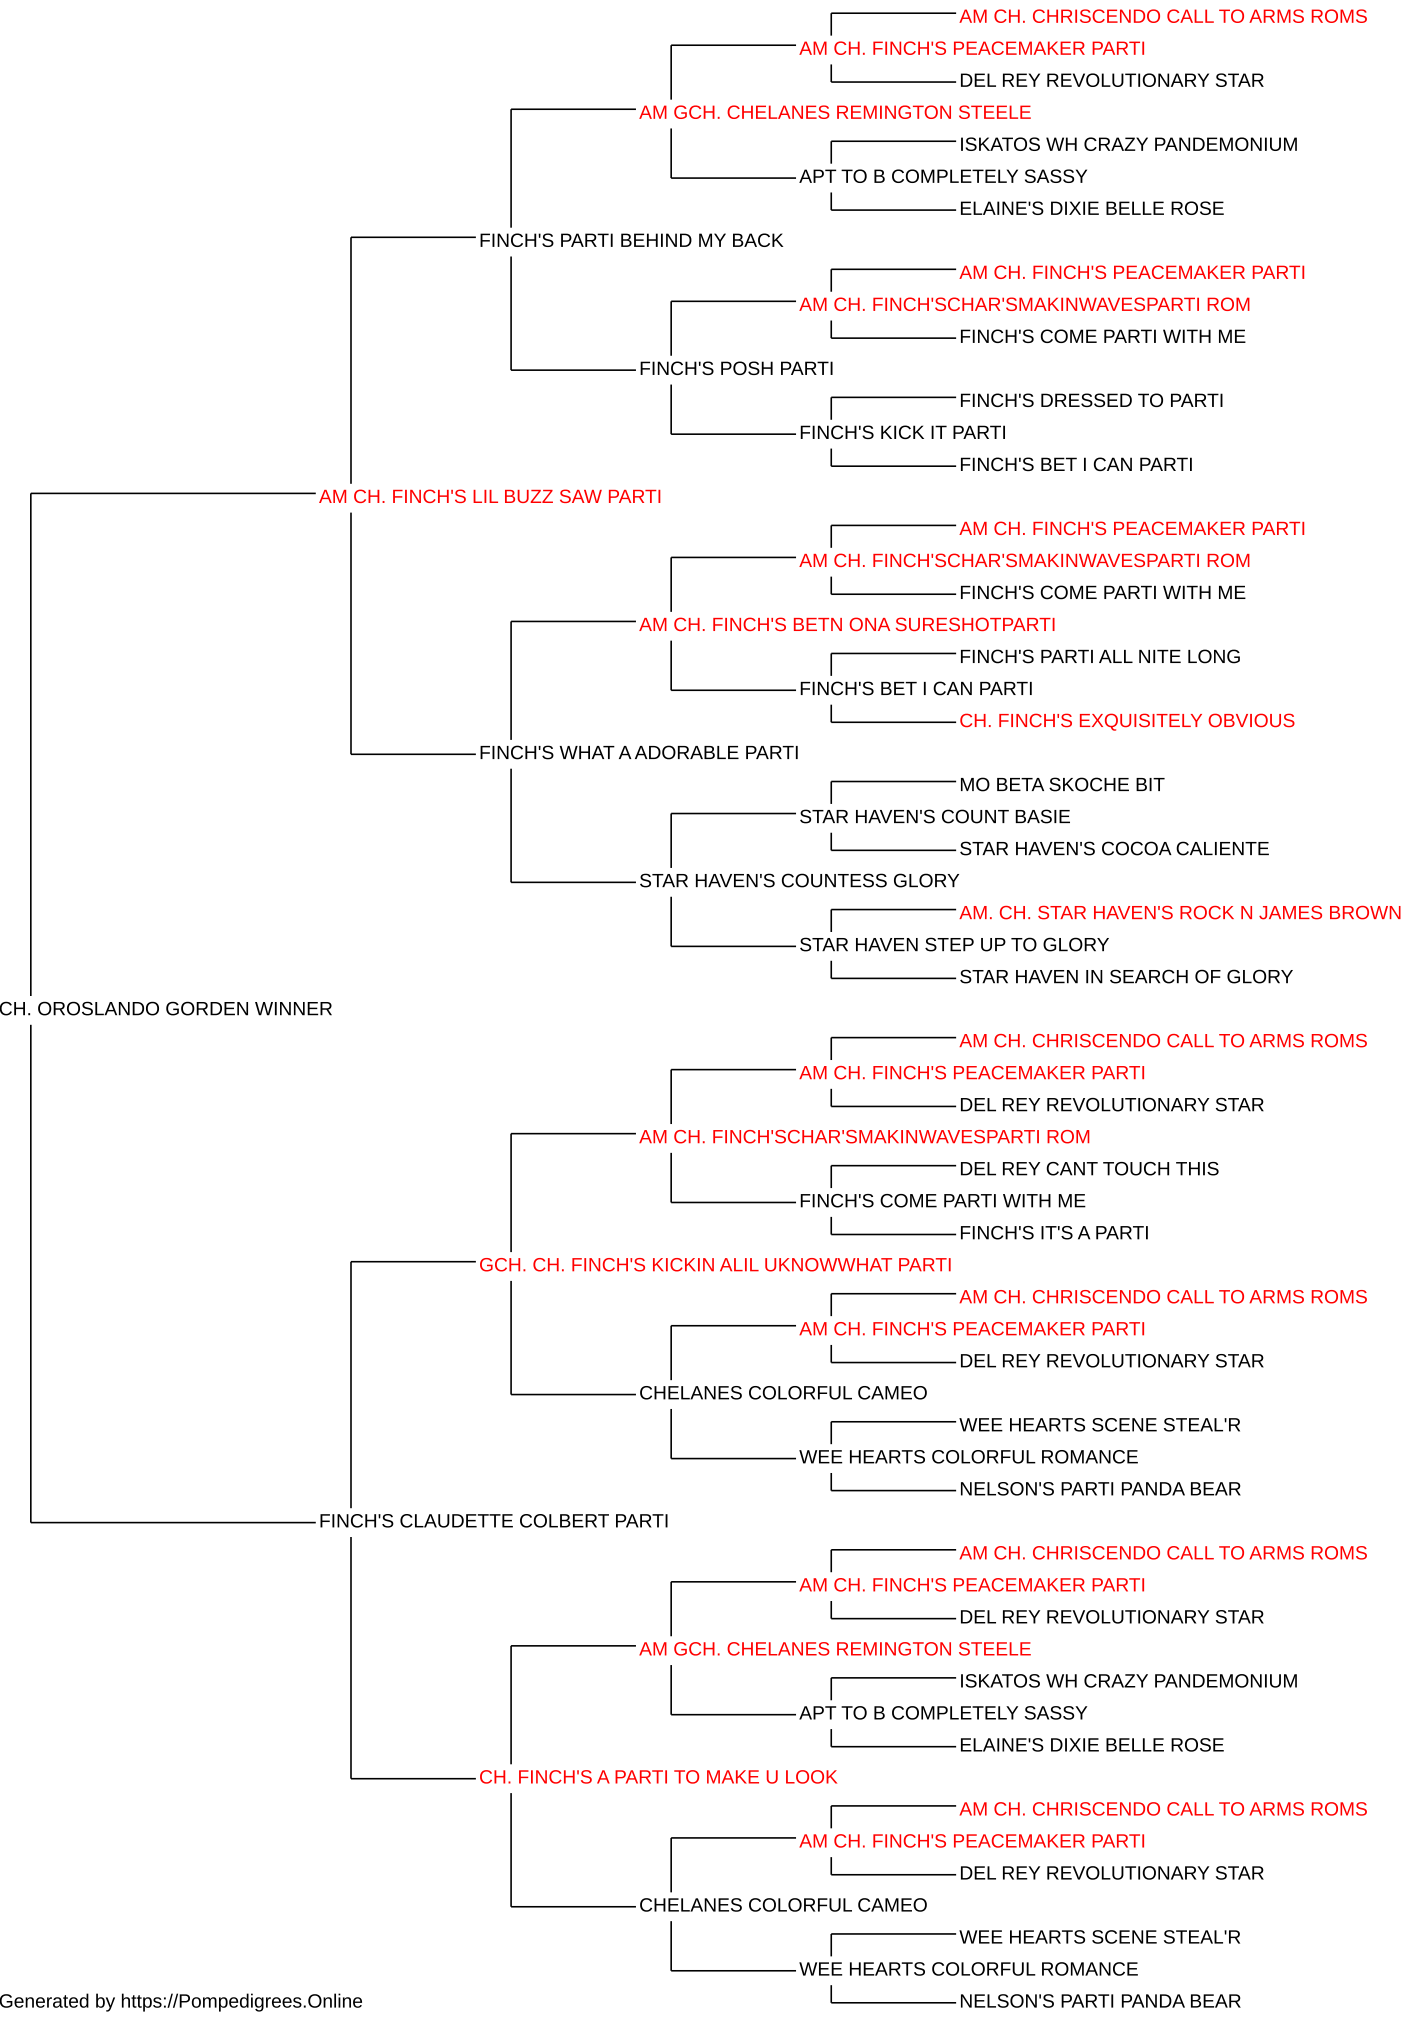 AM CH. CHRISCENDO CALL TO ARMS ROMS
AM CH. FINCH'S PEACEMAKER PARTI
DEL REY REVOLUTIONARY STAR
AM GCH. CHELANES REMINGTON STEELE
ISKATOS WH CRAZY PANDEMONIUM
APT TO B COMPLETELY SASSY
ELAINE'S DIXIE BELLE ROSE
FINCH'S PARTI BEHIND MY BACK
AM CH. FINCH'S PEACEMAKER PARTI
AM CH. FINCH'SCHAR'SMAKINWAVESPARTI ROM
FINCH'S COME PARTI WITH ME
FINCH'S POSH PARTI
FINCH'S DRESSED TO PARTI
FINCH'S KICK IT PARTI
FINCH'S BET I CAN PARTI
AM CH. FINCH'S LIL BUZZ SAW PARTI
AM CH. FINCH'S PEACEMAKER PARTI
AM CH. FINCH'SCHAR'SMAKINWAVESPARTI ROM
FINCH'S COME PARTI WITH ME
AM CH. FINCH'S BETN ONA SURESHOTPARTI
FINCH'S PARTI ALL NITE LONG
FINCH'S BET I CAN PARTI
CH. FINCH'S EXQUISITELY OBVIOUS
FINCH'S WHAT A ADORABLE PARTI
MO BETA SKOCHE BIT
STAR HAVEN'S COUNT BASIE
STAR HAVEN'S COCOA CALIENTE
STAR HAVEN'S COUNTESS GLORY
AM. CH. STAR HAVEN'S ROCK N JAMES BROWN
STAR HAVEN STEP UP TO GLORY
STAR HAVEN IN SEARCH OF GLORY
CH. OROSLANDO GORDEN WINNER
AM CH. CHRISCENDO CALL TO ARMS ROMS
AM CH. FINCH'S PEACEMAKER PARTI
DEL REY REVOLUTIONARY STAR
AM CH. FINCH'SCHAR'SMAKINWAVESPARTI ROM
DEL REY CANT TOUCH THIS
FINCH'S COME PARTI WITH ME
FINCH'S IT'S A PARTI
GCH. CH. FINCH'S KICKIN ALIL UKNOWWHAT PARTI
AM CH. CHRISCENDO CALL TO ARMS ROMS
AM CH. FINCH'S PEACEMAKER PARTI
DEL REY REVOLUTIONARY STAR
CHELANES COLORFUL CAMEO
WEE HEARTS SCENE STEAL'R
WEE HEARTS COLORFUL ROMANCE
NELSON'S PARTI PANDA BEAR
FINCH'S CLAUDETTE COLBERT PARTI
AM CH. CHRISCENDO CALL TO ARMS ROMS
AM CH. FINCH'S PEACEMAKER PARTI
DEL REY REVOLUTIONARY STAR
AM GCH. CHELANES REMINGTON STEELE
ISKATOS WH CRAZY PANDEMONIUM
APT TO B COMPLETELY SASSY
ELAINE'S DIXIE BELLE ROSE
CH. FINCH'S A PARTI TO MAKE U LOOK
AM CH. CHRISCENDO CALL TO ARMS ROMS
AM CH. FINCH'S PEACEMAKER PARTI
DEL REY REVOLUTIONARY STAR
CHELANES COLORFUL CAMEO
WEE HEARTS SCENE STEAL'R
WEE HEARTS COLORFUL ROMANCE
NELSON'S PARTI PANDA BEAR
Generated by https://Pompedigrees.Online